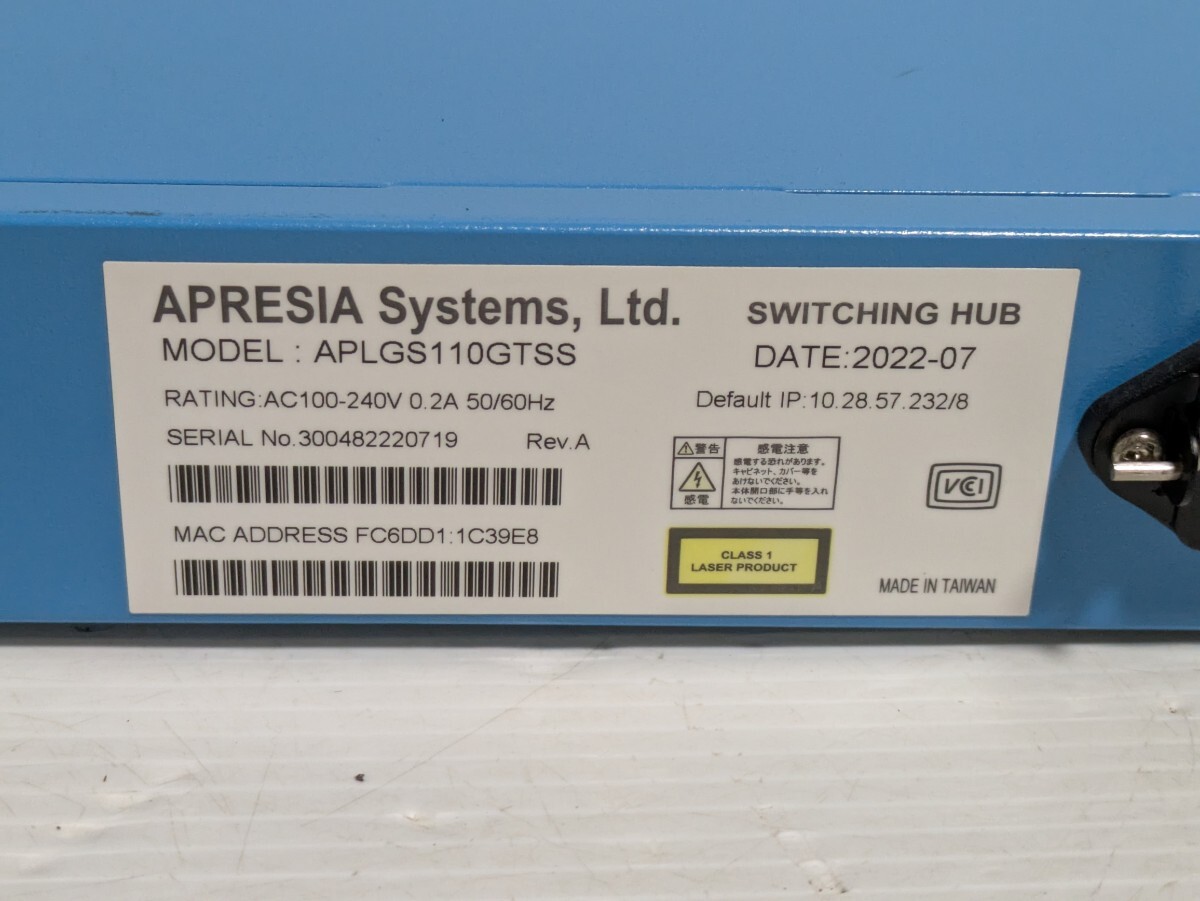 APRESIA Systems, Ltd.
SWITCHING HUB
MODEL : APLGS110GTSS
DATE:2022-07
RATING:AC100-240V 0.2A 50/60Hz
Default IP:10.28.57.232/8
SERIAL No.300482220719
Rev.A
⚠警告
感電
感電注意
感電する恐れがあります。
キャビネット、カバー等を
あけないでください。
本体開口部に手等を入れ
ないでください。
VCI
MAC ADDRESS FC6DD1:1C39E8
CLASS 1
LASER PRODUCT
MADE IN TAIWAN